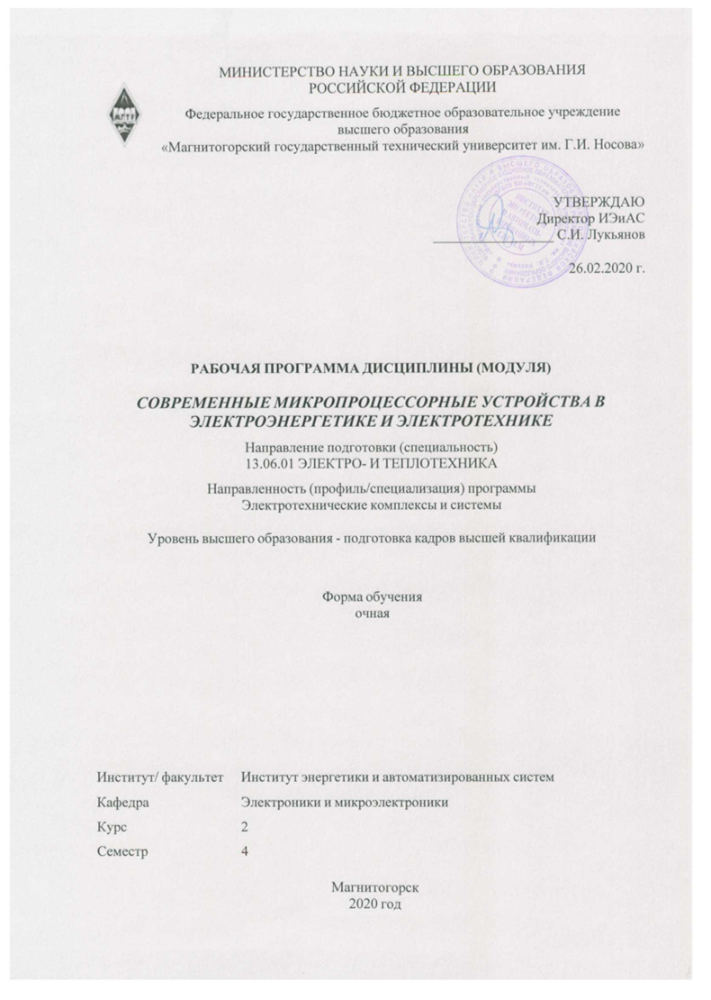 МИНИСТЕРСТВО НАУКИ И ВЫСШЕГО ОБРАЗОВАНИЯ
РОССИЙСКОЙ ФЕДЕРАЦИИ
Федеральное государственное бюджетное образовательное учреждение
высшего образования
«Магнитогорский государственный технический университет им. Г.И. Носова»
УТВЕРЖДАЮ
Директор ИЭиАС
С.И. Лукьянов
26.02.2020 г.
РАБОЧАЯ ПРОГРАММА ДИСЦИПЛИНЫ (МОДУЛЯ)
СОВРЕМЕННЫЕ МИКРОПРОЦЕССОРНЫЕ УСТРОЙСТВА В
ЭЛЕКТРОЭНЕРГЕТИКЕ И ЭЛЕКТРОТЕХНИКЕ
Направление подготовки (специальность)
13.06.01 ЭЛЕКТРО- И ТЕПЛОТЕХНИКА
Направленность (профиль/специализация) программы
Электротехнические комплексы и системы
Уровень высшего образования - подготовка кадров высшей квалификации
Форма обучения
очная
Институт/ факультет Институт энергетики и автоматизированных систем
Кафедра Электроники и микроэлектроники
Курс 2
Семестр 4
Магнитогорск
2020 год